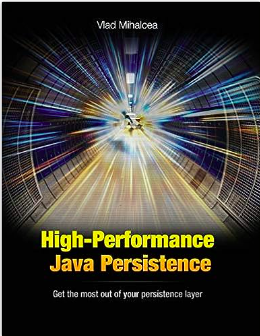 Vlad Mihalcea
High-Performance
Java Persistence
Get the most out of your persistence layer